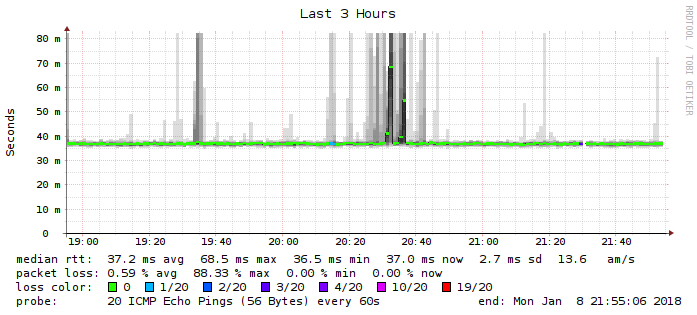 Last 3 Hours
RRDTOOL / TOBI OETIKER
Seconds
80 m
70 m
60 m
50 m
40 m
30 m
20 m
10 m
0
19:00 19:20 19:40 20:00 20:20 20:40 21:00 21:20 21:40
median rtt: 37.2 ms avg 68.5 ms max 36.5 ms min 37.0 ms now 2.7 ms sd 13.6 am/s
packet loss: 0.59 % avg 88.33 % max 0.00 % min 0.00 % now
loss color: 0 1/20 2/20 3/20 4/20 10/20 19/20
probe: 20 ICMP Echo Pings (56 Bytes) every 60s end: Mon Jan 8 21:55:06 2018